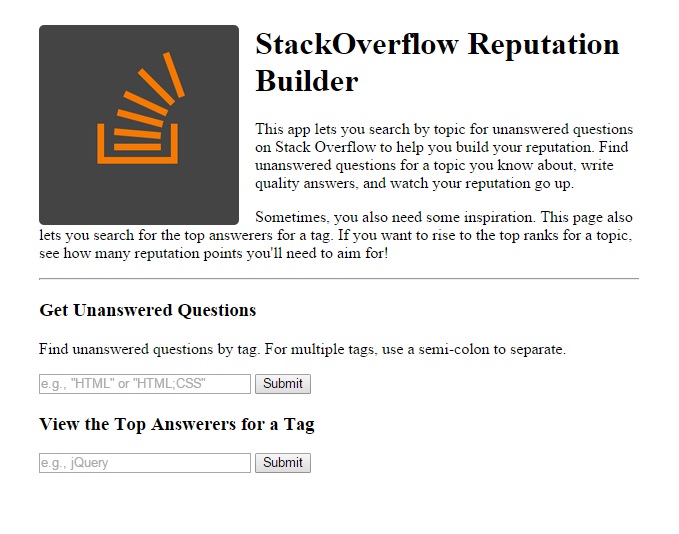 StackOverflow Reputation
Builder
This app lets you search by topic for unanswered questions
on Stack Overflow to help you build your reputation. Find
unanswered questions for a topic you know about, write
quality answers, and watch your reputation go up.
Sometimes, you also need some inspiration. This page also
lets you search for the top answerers for a tag. If you want to rise to the top ranks for a topic,
see how many reputation points you'll need to aim for!
Get Unanswered Questions
Find unanswered questions by tag. For multiple tags, use a semi-colon to separate.
e.g., "HTML" or "HTML;CSS" Submit
View the Top Answerers for a Tag
e.g., jQuery Submit